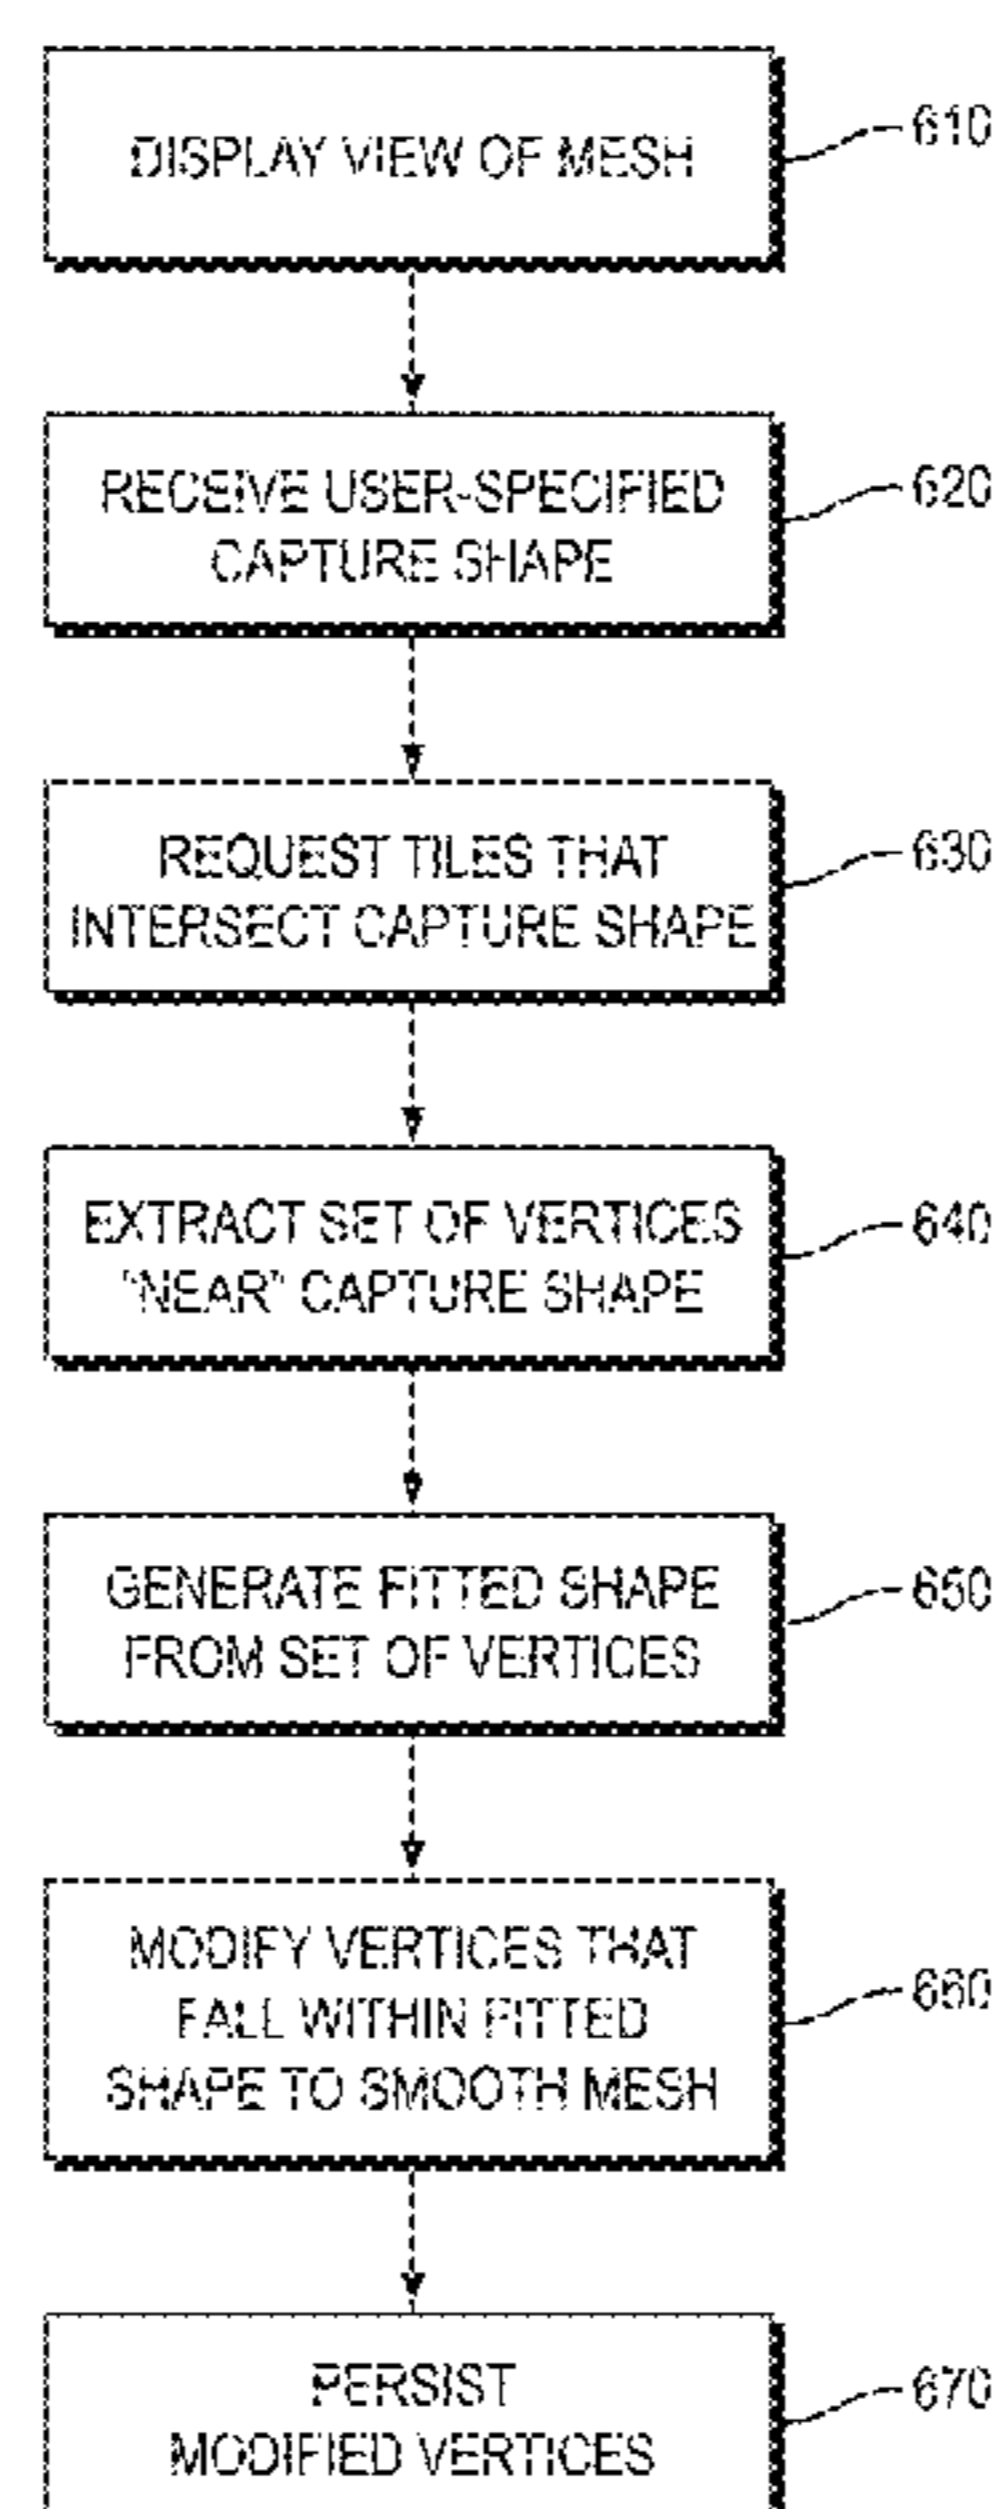 DISPLAY VIEW OF MESH
610
RECEIVE USER-SPECIFIED
CAPTURE SHAPE
620
REQUEST TILES THAT
INTERSECT CAPTURE SHAPE
630
EXTRACT SET OF VERTICES
"NEAR" CAPTURE SHAPE
640
GENERATE FITTED SHAPE
FROM SET OF VERTICES
650
MODIFY VERTICES THAT
FALL WITHIN FITTED
SHAPE TO SMOOTH MESH
660
PERSIST
MODIFIED VERTICES
670